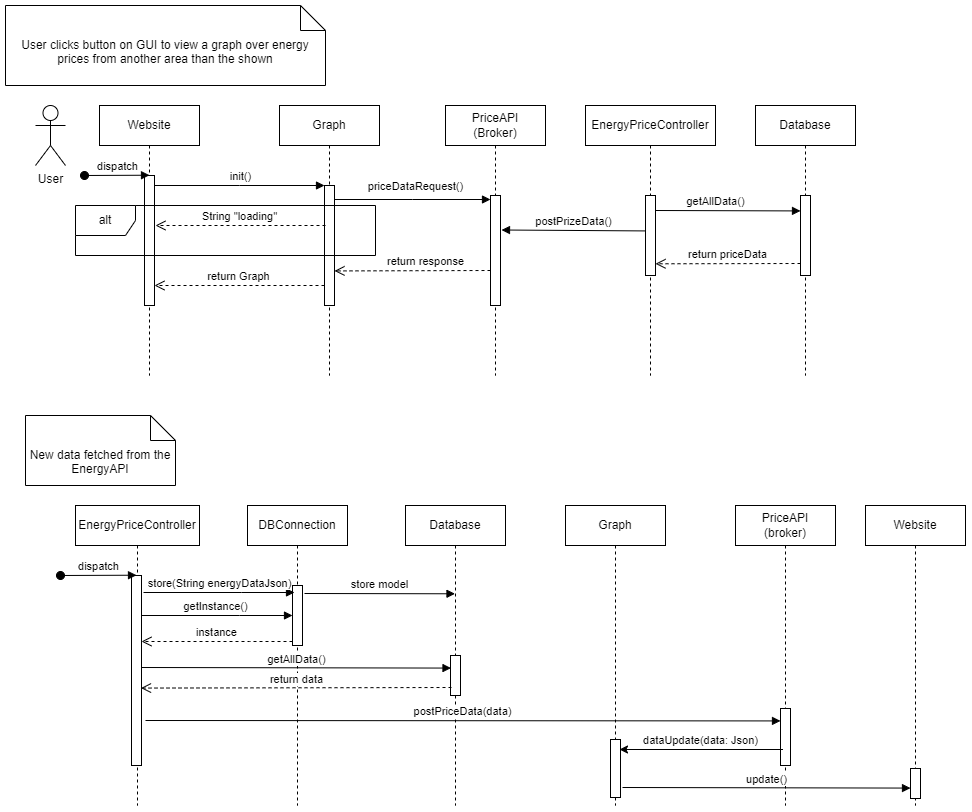 User clicks button on GUI to view a graph over energy
prices from another area than the shown
User
Website
Graph
PriceAPI
(Broker)
EnergyPriceController
Database
dispatch
init()
priceDataRequest()
getAllData()
alt
String "loading"
postPrizeData()
return priceData
return response
return Graph
New data fetched from the
EnergyAPI
EnergyPriceController
DBConnection
Database
Graph
PriceAPI
(broker)
Website
dispatch
store(String energyDataJson)
store model
getInstance()
instance
getAllData()
return data
postPriceData(data)
dataUpdate(data: Json)
update()